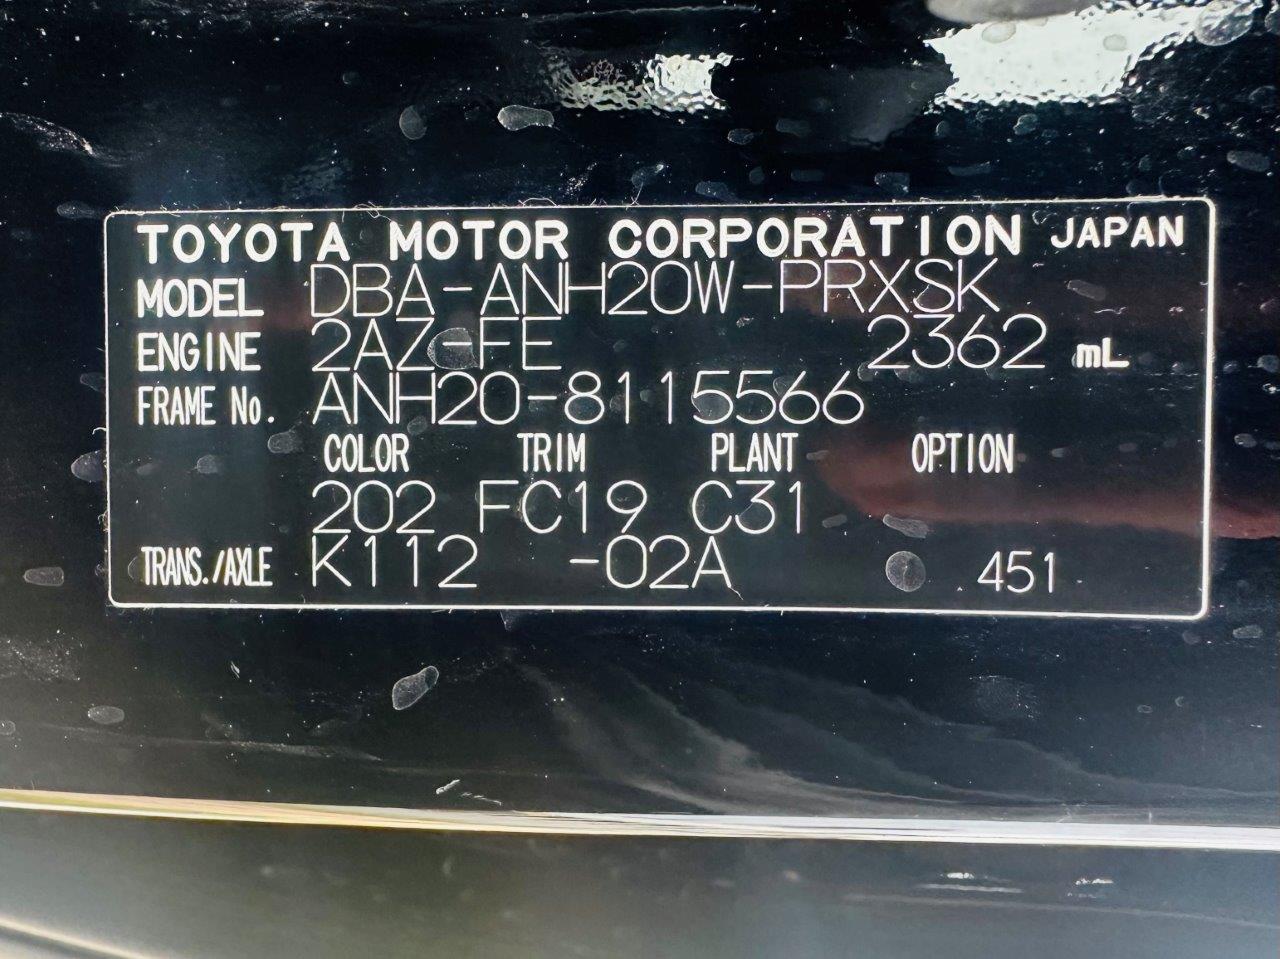 TOYOTA MOTOR CORPORATION JAPAN
MODEL DBA-ANH20W-PRXSK
ENGINE 2AZ-FE 2362 mL
FRAME No. ANH20-8115566
COLOR TRIM PLANT OPTION
202 FC19 C31
TRANS./AXLE K112 -02A 451